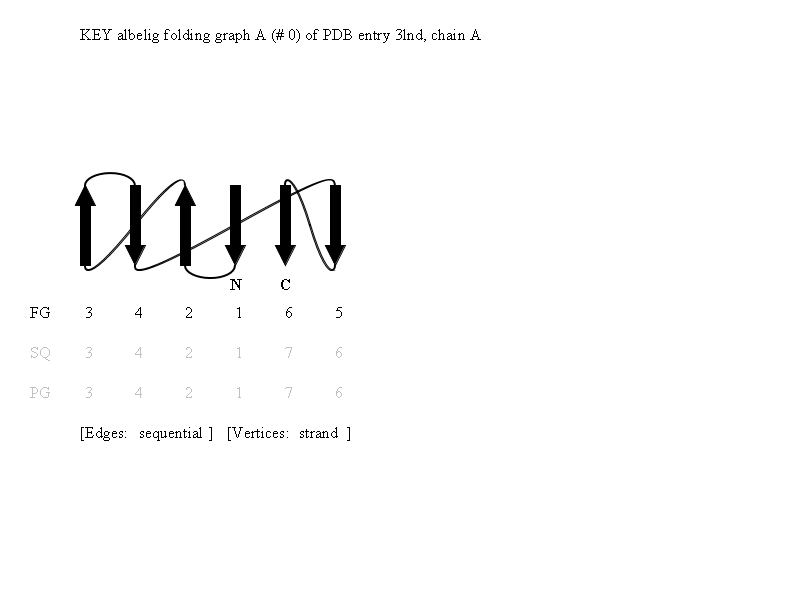 KEY albelig folding graph A (# 0) of PDB entry 3lnd, chain A
N C
FG 3 4 2 1 6 5
SQ 3 4 2 1 7 6
PG 3 4 2 1 7 6
[Edges: sequential ] [Vertices: strand ]